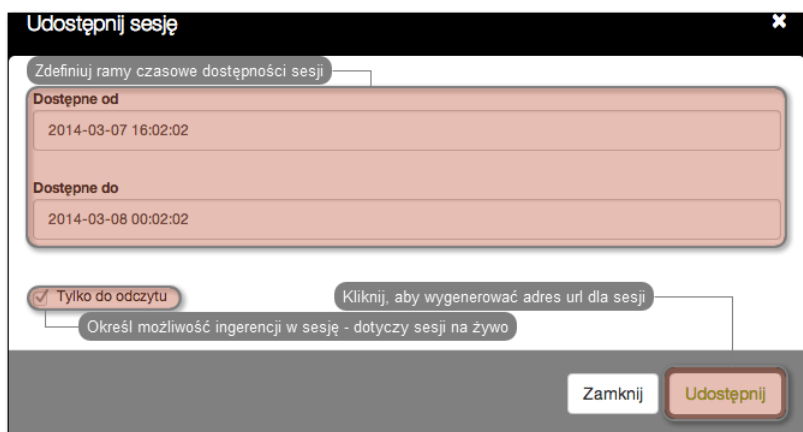 Udostępnij sesję
Zdefiniuj ramy czasowe dostępności sesji
Dostępne od
2014-03-07 16:02:02
Dostępne do
2014-03-08 00:02:02
Tylko do odczytu
Kliknij, aby wygenerować adres url dla sesji
Określ możliwość ingerencji w sesję - dotyczy sesji na żywo
Zamknij
Udostępnij